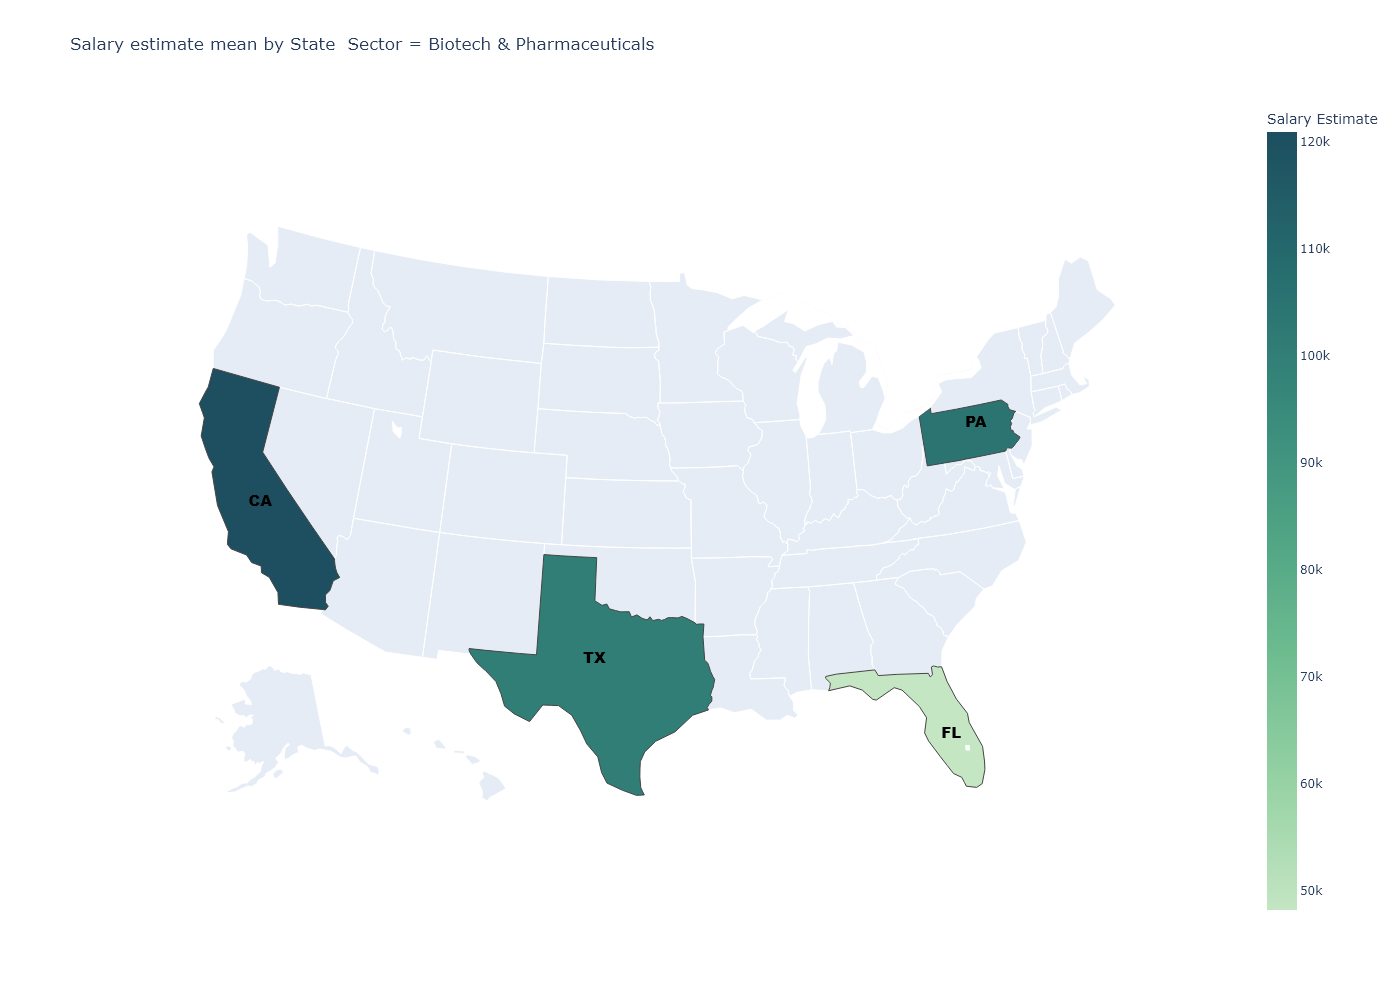 Salary estimate mean by State  Sector = Biotech & Pharmaceuticals
Salary Estimate
120k
110k
100k
90k
80k
70k
60k
50k
PA
CA
TX
FL